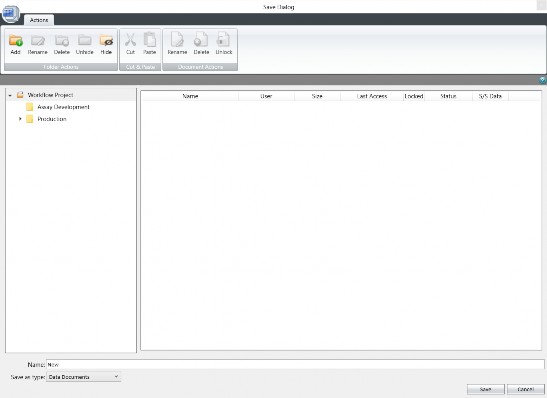 Save Dialog
Actions
Add Rename Delete Unhide Hide Cut Paste Rename Delete Unlock
Folder Actions Cut & Paste Document Actions
Workflow Project
Assay Development
Production
Name User Size Last Access Locked Status S/S Data
Name: New
Save as type: Data Documents
Save Cancel